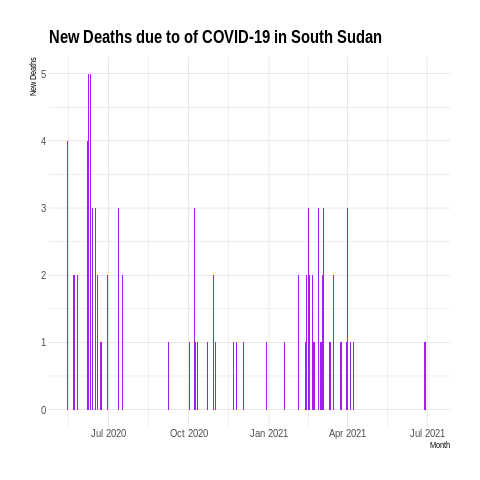 New Deaths due to of COVID-19 in South Sudan
New Deaths
5
4
3
2
1
0
Jul 2020 Oct 2020 Jan 2021 Apr 2021 Jul 2021
Month